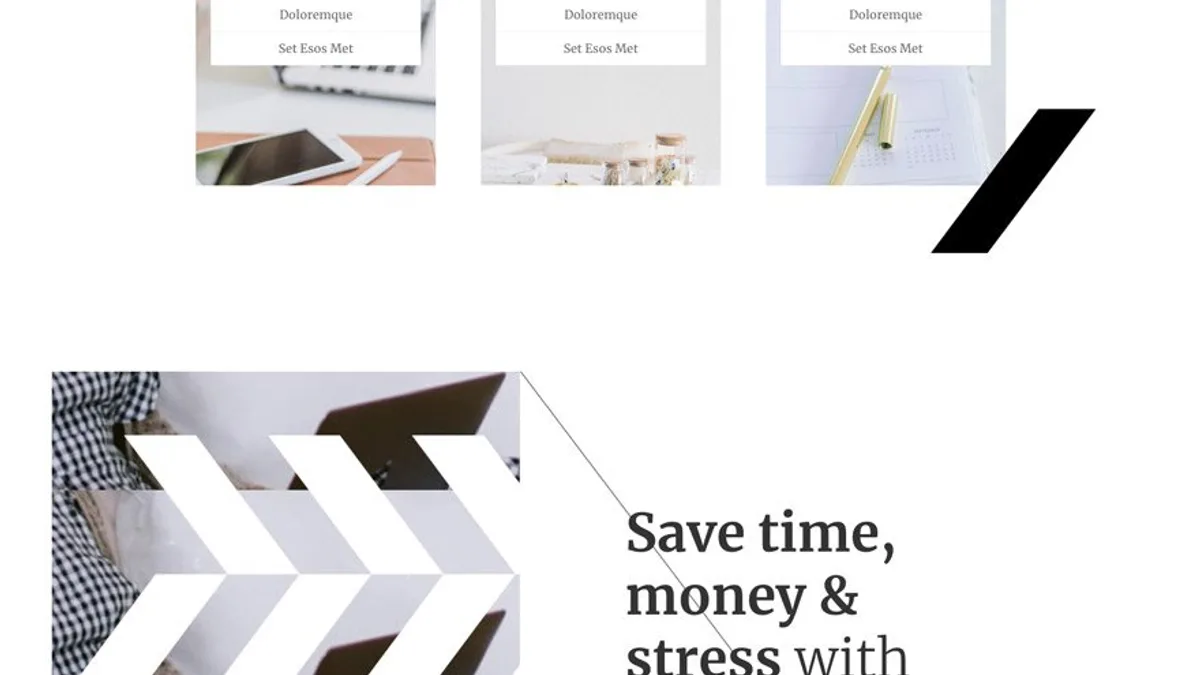 Doloremque
Doloremque
Doloremque
Set Esos Met
Set Esos Met
Set Esos Met
Save time,
money &
stress with